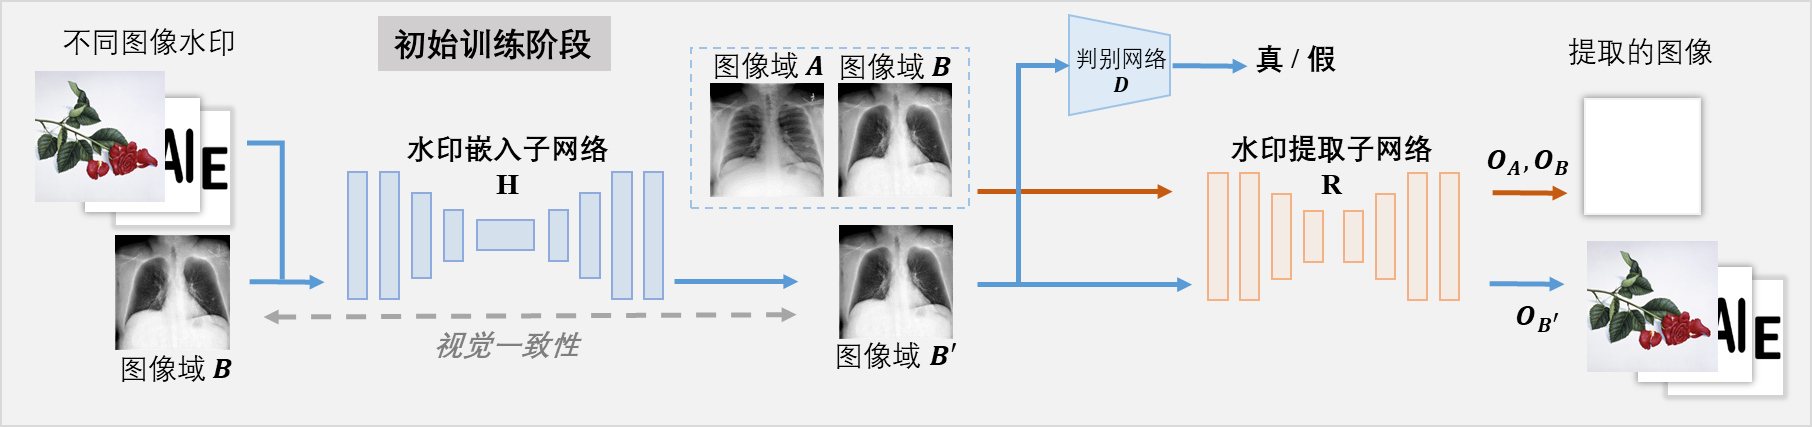 不同图像水印
初始训练阶段
AI
E
图像域 B
水印嵌入子网络
H
视觉一致性
图像域 A
图像域 B
图像域 B′
判别网络
D
真 / 假
水印提取子网络
R
O_A, O_B
O_B′
提取的图像
AI
E